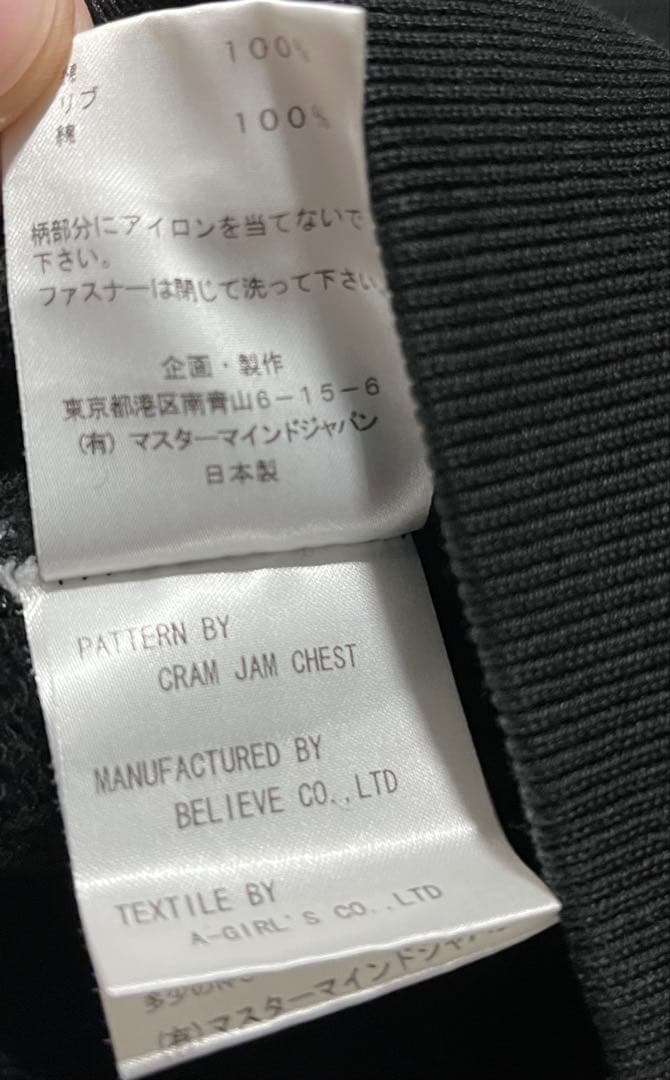 綿 100%
リブ
綿 100%
柄部分にアイロンを当てないで
下さい。
ファスナーは閉じて洗って下さい。
企画・製作
東京都港区南青山6-15-6
(有)マスターマインドジャパン
日本製
PATTERN BY
CRAM JAM CHEST
MANUFACTURED BY
BELIEVE CO.,LTD
TEXTILE BY
A-GIRL'S CO.,LTD
多少の
(有)マスターマインドジャパン